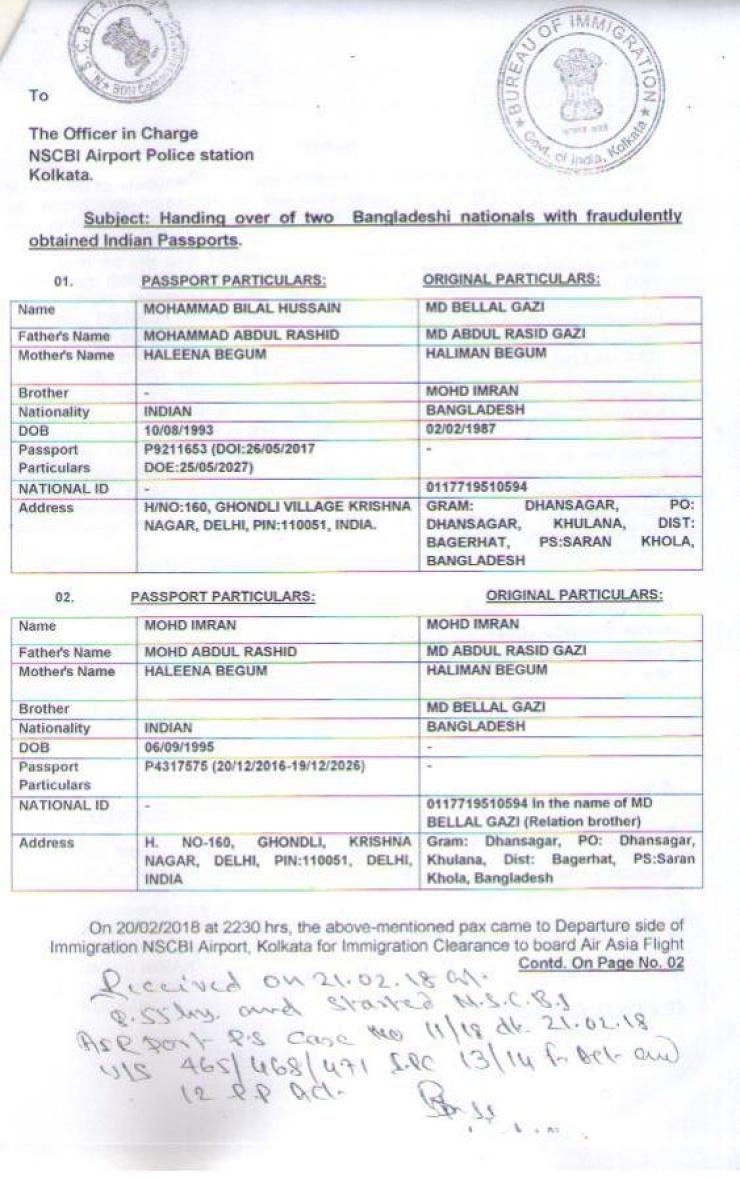 BUREAU OF IMMIGRATION
Govt. of India, Kolkata
To
The Officer in Charge
NSCBI Airport Police station
Kolkata.
Subject: Handing over of two Bangladeshi nationals with fraudulently
obtained Indian Passports.
01. PASSPORT PARTICULARS: ORIGINAL PARTICULARS:
Name MOHAMMAD BILAL HUSSAIN MD BELLAL GAZI
Father's Name MOHAMMAD ABDUL RASHID MD ABDUL RASID GAZI
Mother's Name HALEENA BEGUM HALIMAN BEGUM
Brother - MOHD IMRAN
Nationality INDIAN BANGLADESH
DOB 10/08/1993 02/02/1987
Passport P9211653 (DOI:26/05/2017 -
Particulars DOE:25/05/2027)
NATIONAL ID - 0117719510594
Address H/NO:160, GHONDLI VILLAGE KRISHNA GRAM: DHANSAGAR, PO:
NAGAR, DELHI, PIN:110051, INDIA. DHANSAGAR, KHULANA, DIST:
BAGERHAT, PS:SARAN KHOLA,
BANGLADESH
02. PASSPORT PARTICULARS: ORIGINAL PARTICULARS:
Name MOHD IMRAN MOHD IMRAN
Father's Name MOHD ABDUL RASHID MD ABDUL RASID GAZI
Mother's Name HALEENA BEGUM HALIMAN BEGUM
Brother MD BELLAL GAZI
Nationality INDIAN BANGLADESH
DOB 06/09/1995 -
Passport P4317575 (20/12/2016-19/12/2026) -
Particulars
NATIONAL ID - 0117719510594 In the name of MD
BELLAL GAZI (Relation brother)
Address H. NO-160, GHONDLI, KRISHNA Gram: Dhansagar, PO: Dhansagar,
NAGAR, DELHI, PIN:110051, DELHI, Khulana, Dist: Bagerhat, PS:Saran
INDIA Khola, Bangladesh
On 20/02/2018 at 2230 hrs, the above-mentioned pax came to Departure side of
Immigration NSCBI Airport, Kolkata for Immigration Clearance to board Air Asia Flight
Contd. On Page No. 02
Received on 21.02.18 at
and started N.S.C.B.I
Airport P.S Case No 11/18 dt. 21.02.18
U/S 465/468/471 IPC 13/14 and
12 P.P Act.